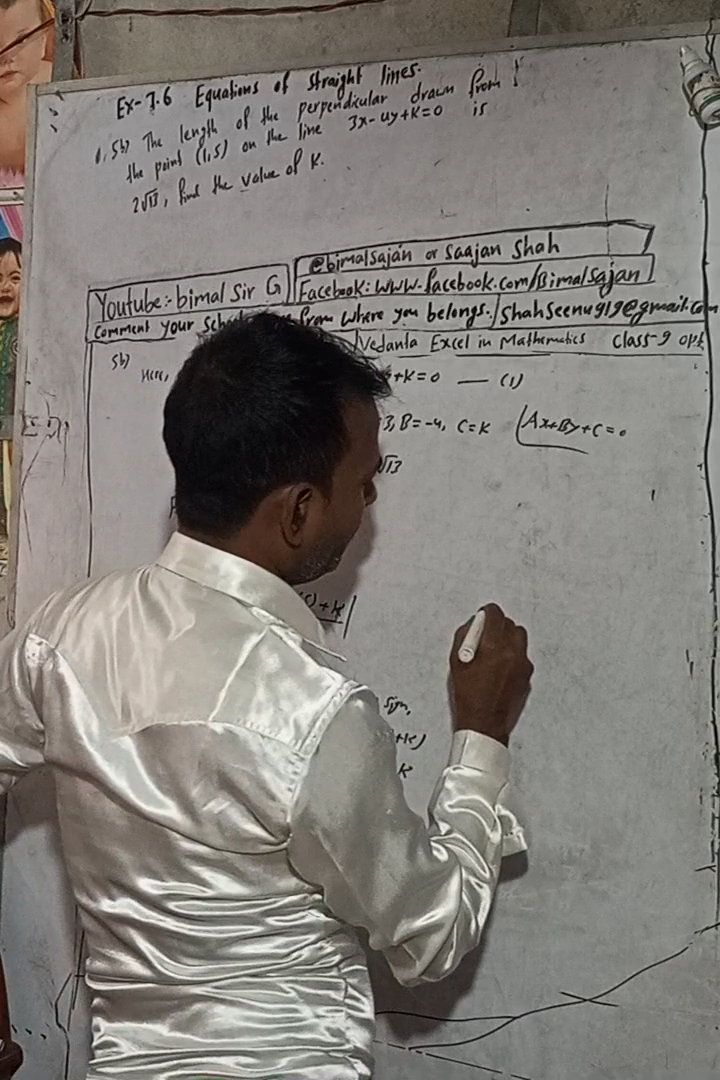 Ex-7.6 Equations of straight lines.
Q.5b) The length of the perpendicular drawn from
the point (1,5) on the line 3x-4y+K=0 is
2√13, find the value of K.
@bimalsajan or Saajan Shah
Youtube:- bimal Sir G
Facebook: www.facebook.com/Bimalsajan
Comment your from where you belongs. shahseenu919@gmail.com
Vedanta Excel in Mathematics Class-9 opt
5b)
Here, +K=0 — (1)
3, B=-4, C=K (Ax+By+C=0
√13
5)+K|
sign,
+K)
K